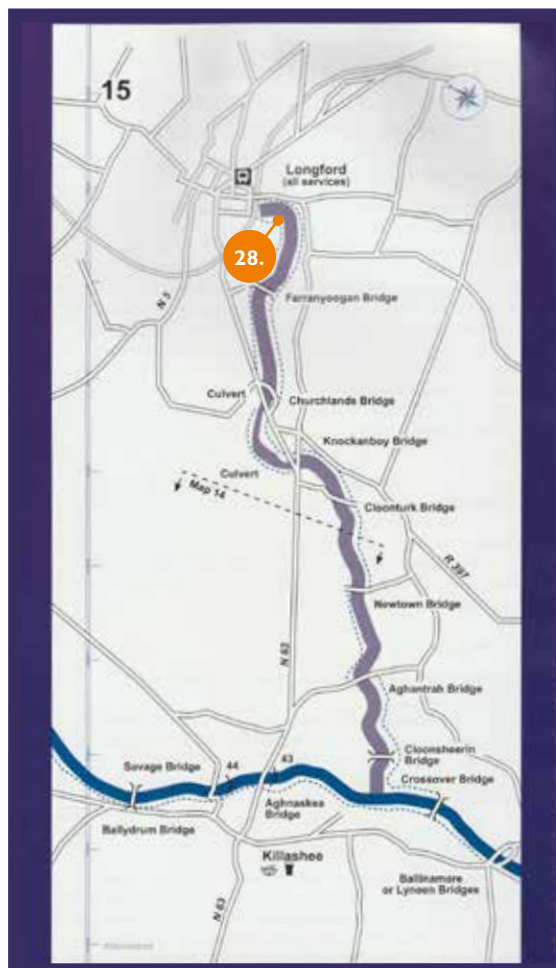 15
Longford
(all services)
28.
Farranyoogan Bridge
N 5
Culvert
Churchlands Bridge
Knockanboy Bridge
Culvert
Map 14
Cloonturk Bridge
R 397
Newtown Bridge
N 63
Aghantrah Bridge
Cloonsheerin
Bridge
Savage Bridge
44
43
Crossover Bridge
Aghnaskea
Bridge
Ballydrum Bridge
Killashee
Ballinamore
or Lyneen Bridges
N 63